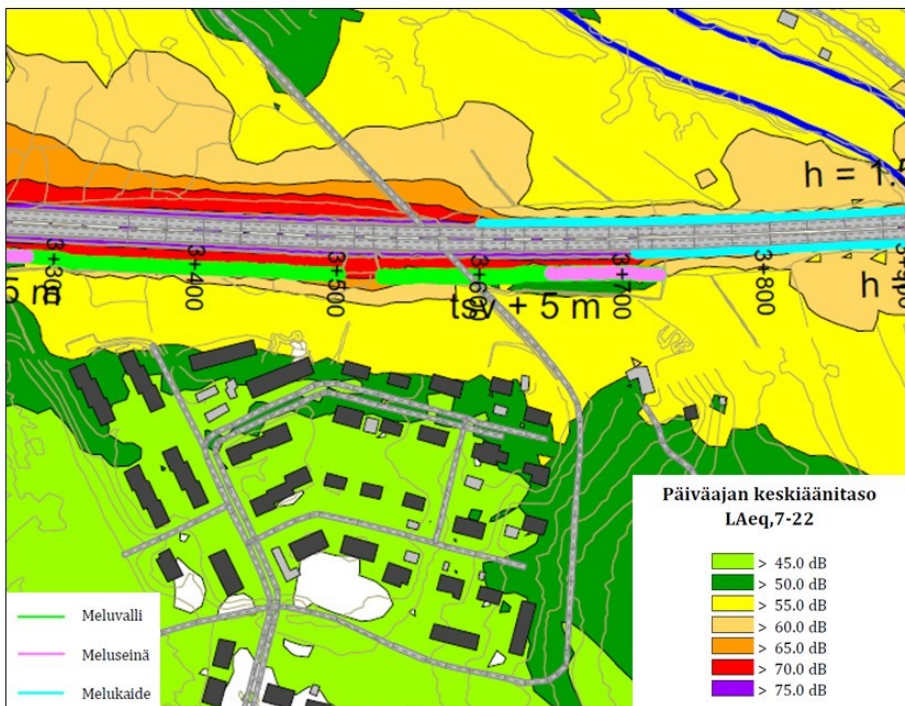 h = 1.5
3+300
3+400
3+500
3+600
3+700
3+800
5 m
tsv + 5 m
h
Päiväajan keskiäänitaso
LAeq,7-22
> 45.0 dB
> 50.0 dB
> 55.0 dB
> 60.0 dB
> 65.0 dB
> 70.0 dB
> 75.0 dB
Meluvalli
Meluseinä
Melukaide